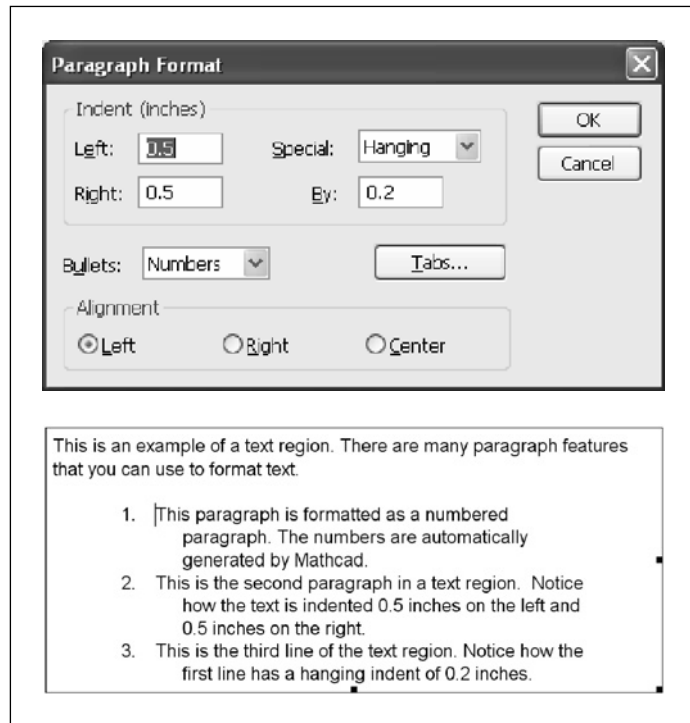 Paragraph Format
Indent (inches)
Left: 0.5 Special: Hanging
Right: 0.5 By: 0.2
OK
Cancel
Bullets: Numbers Tabs...
Alignment
Left Right Center
This is an example of a text region. There are many paragraph features
that you can use to format text.
1. This paragraph is formatted as a numbered
paragraph. The numbers are automatically
generated by Mathcad.
2. This is the second paragraph in a text region. Notice
how the text is indented 0.5 inches on the left and
0.5 inches on the right.
3. This is the third line of the text region. Notice how the
first line has a hanging indent of 0.2 inches.